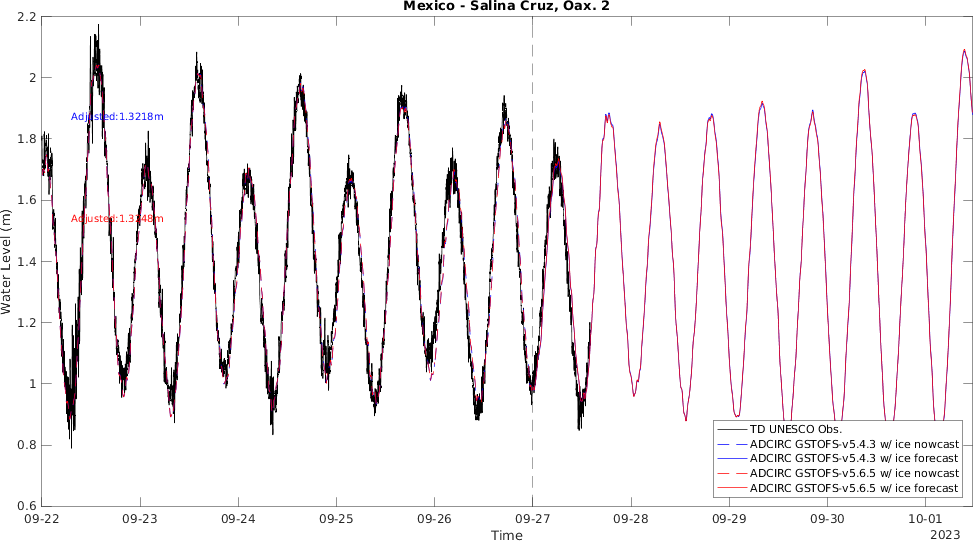 Mexico - Salina Cruz, Oax. 2
2.2
2
1.8
1.6
1.4
1.2
1
0.8
0.6
Water Level (m)
Adjusted:1.3218m
Adjusted:1.3248m
TD UNESCO Obs.
ADCIRC GSTOFS-v5.4.3 w/ ice nowcast
ADCIRC GSTOFS-v5.4.3 w/ ice forecast
ADCIRC GSTOFS-v5.6.5 w/ ice nowcast
ADCIRC GSTOFS-v5.6.5 w/ ice forecast
09-22 09-23 09-24 09-25 09-26 09-27 09-28 09-29 09-30 10-01
Time
2023